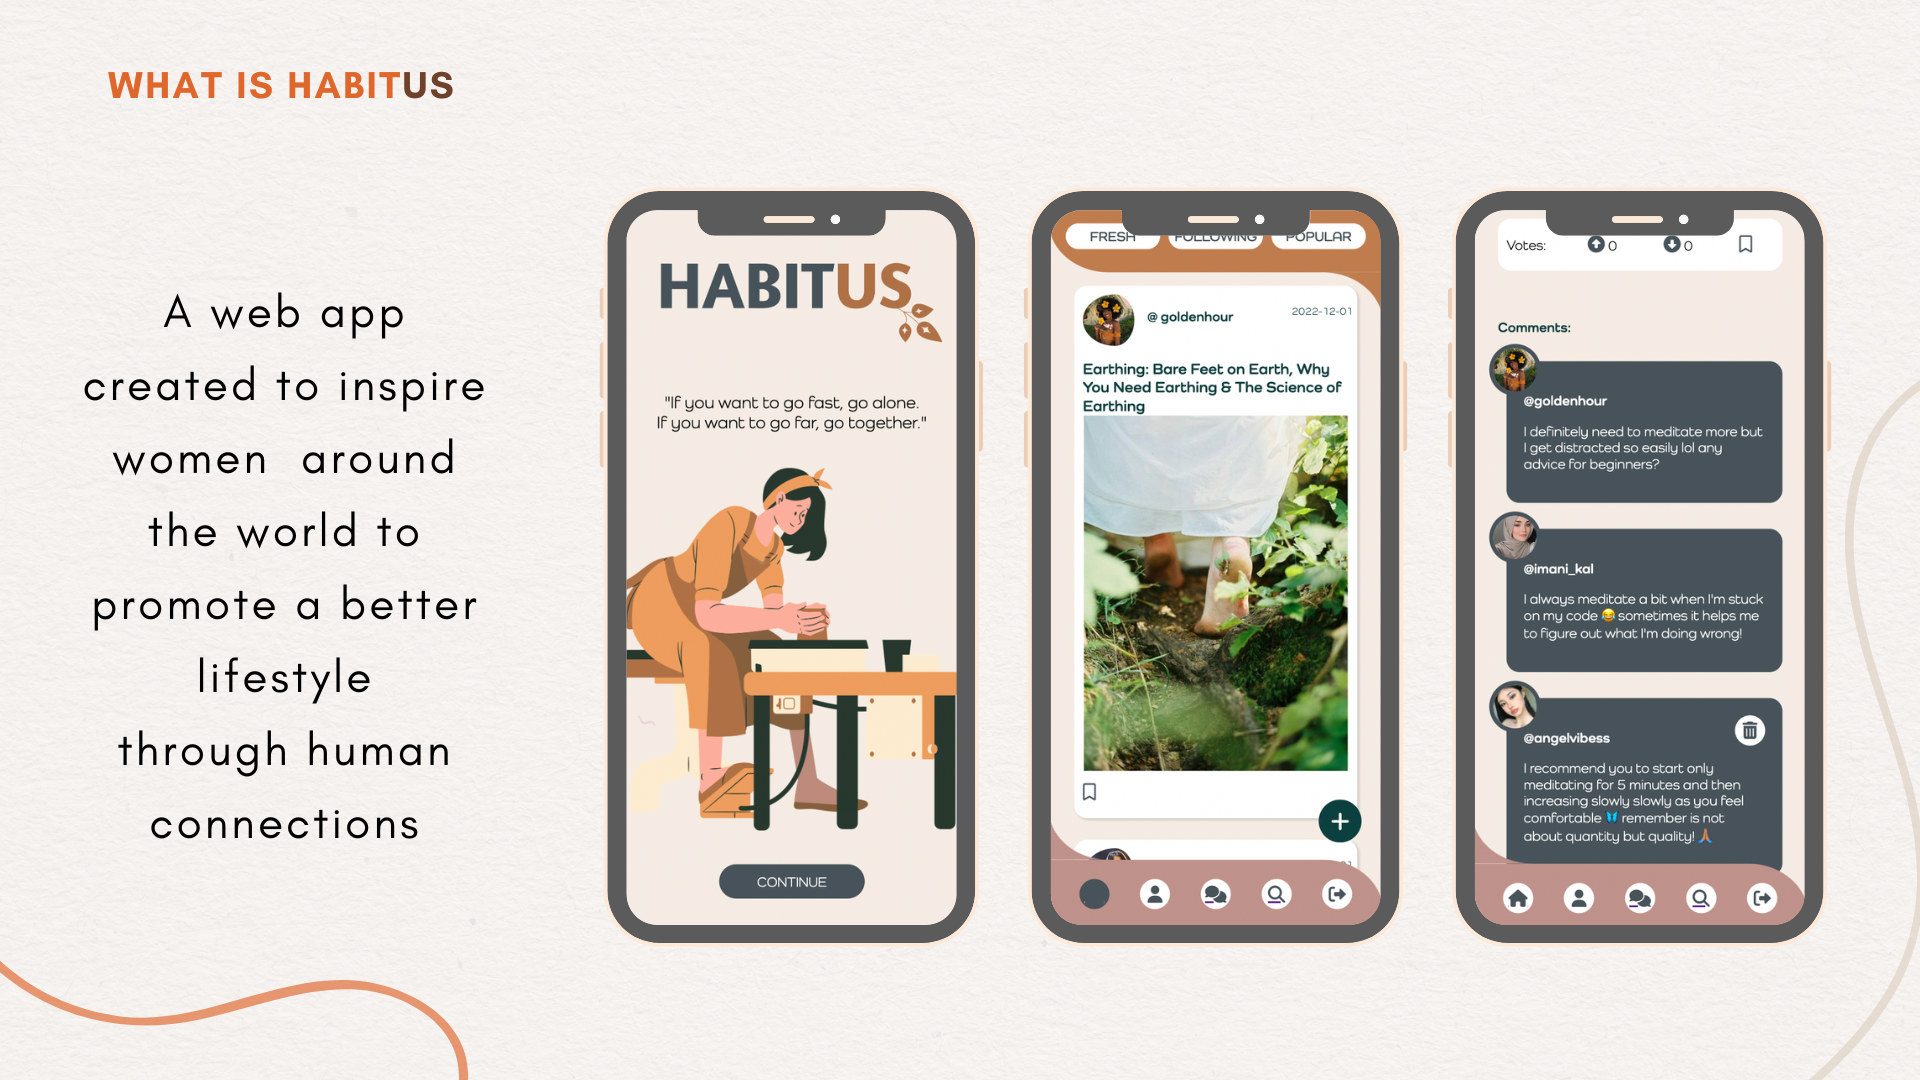 WHAT IS HABITUS
A web app
created to inspire
women around
the world to
promote a better
lifestyle
through human
connections
HABITUS
"If you want to go fast, go alone.
If you want to go far, go together."
CONTINUE
FRESH
FOLLOWING
POPULAR
@ goldenhour
2022-12-01
Earthing: Bare Feet on Earth, Why
You Need Earthing & The Science of
Earthing
Votes:
0
0
Comments:
@goldenhour
I definitely need to meditate more but
I get distracted so easily lol any
advice for beginners?
@imani_kal
I always meditate a bit when I'm stuck
on my code 😂 sometimes it helps me
to figure out what I'm doing wrong!
@angelvibess
I recommend you to start only
meditating for 5 minutes and then
increasing slowly slowly as you feel
comfortable 🦋 remember is not
about quantity but quality! 🙏🏽